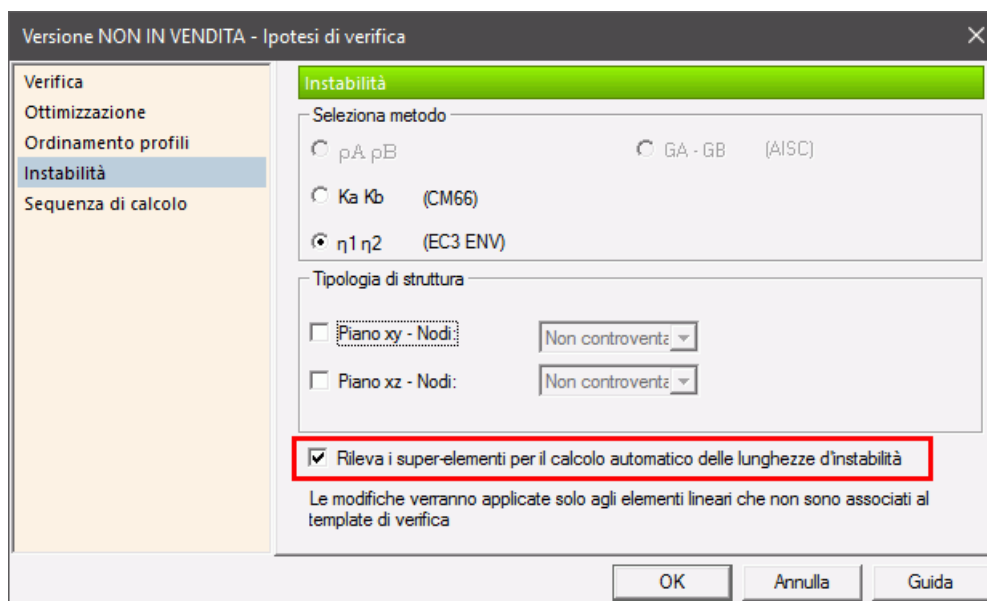 Versione NON IN VENDITA - Ipotesi di verifica
Verifica
Ottimizzazione
Ordinamento profili
Instabilità
Sequenza di calcolo
Instabilità
Seleziona metodo
ρA ρB
GA - GB (AISC)
Ka Kb (CM66)
η1 η2 (EC3 ENV)
Tipologia di struttura
Piano xy - Nodi:
Non controventa
Piano xz - Nodi:
Non controventa
Rileva i super-elementi per il calcolo automatico delle lunghezze d'instabilità
Le modifiche verranno applicate solo agli elementi lineari che non sono associati al
template di verifica
OK
Annulla
Guida